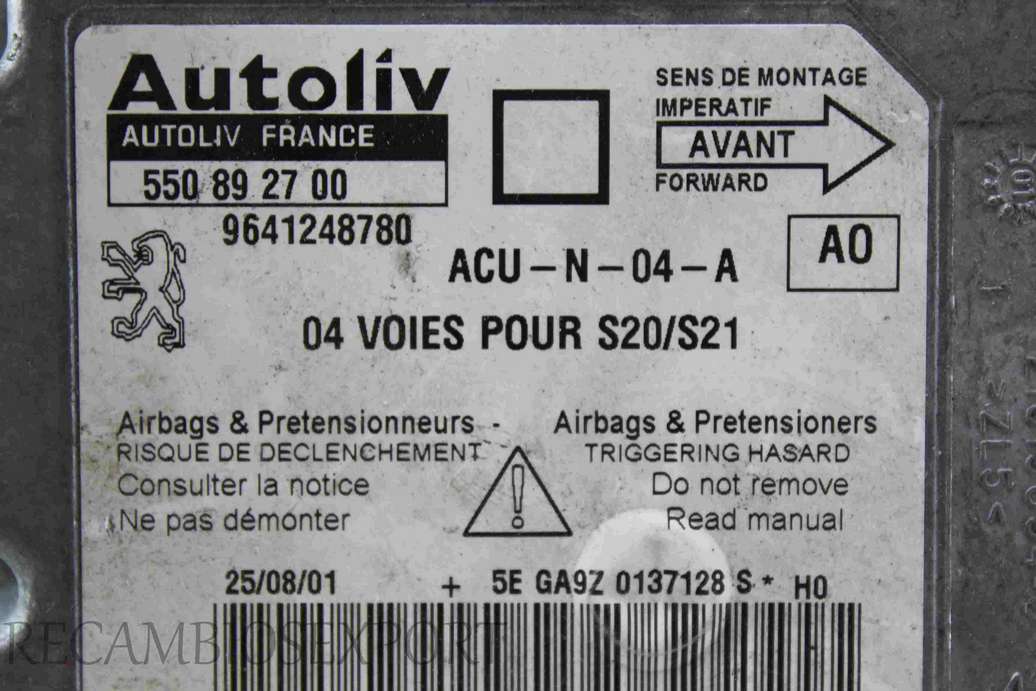 Autoliv
AUTOLIV FRANCE
550 89 27 00
9641248780
SENS DE MONTAGE
IMPERATIF
AVANT
FORWARD
ACU-N-04-A
A0
04 VOIES POUR S20/S21
Airbags & Pretensionneurs -
RISQUE DE DECLENCHEMENT
Consulter la notice
Ne pas démonter
Airbags & Pretensioners
TRIGGERING HASARD
Do not remove
Read manual
25/08/01 + 5E GA9Z 0137128 S * H0
RECAMBIOSEXPORT